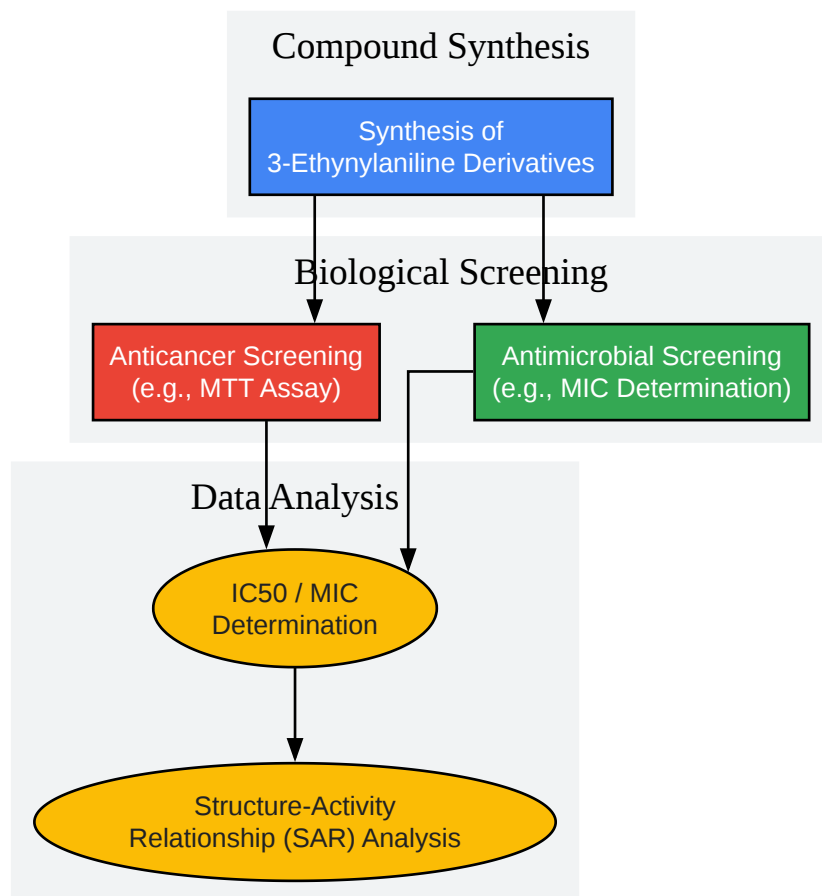 Compound Synthesis
Synthesis of
3-Ethynylaniline Derivatives
Biological Screening
Anticancer Screening
(e.g., MTT Assay)
Antimicrobial Screening
(e.g., MIC Determination)
Data Analysis
IC50 / MIC
Determination
Structure-Activity
Relationship (SAR) Analysis